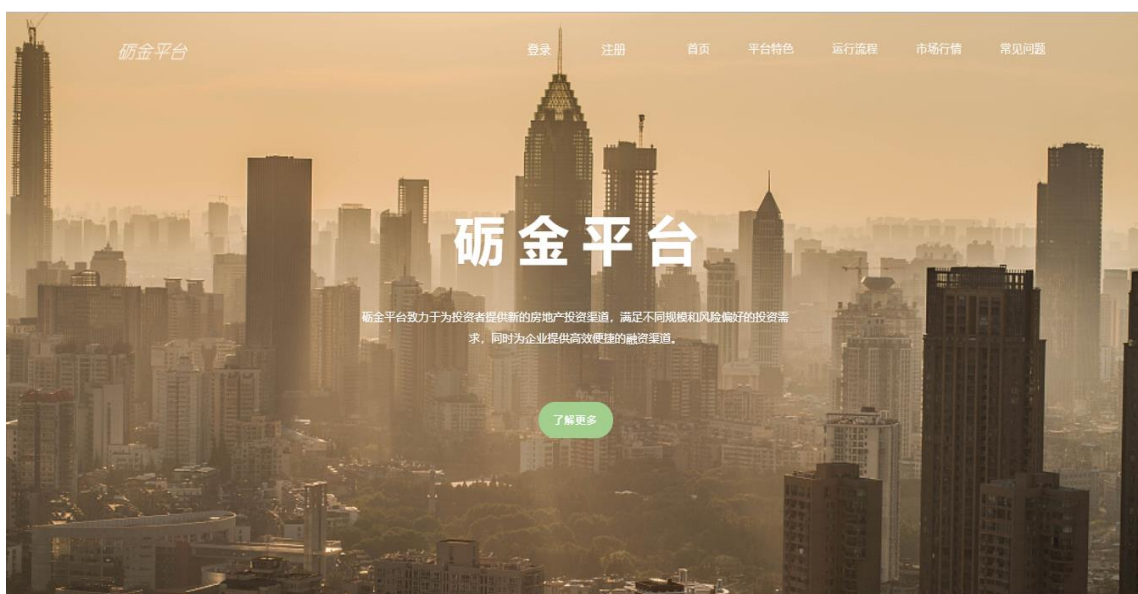 砺金平台
登录 注册 首页 平台特色 运行流程 市场行情 常见问题
砺金平台
砺金平台致力于为投资者提供新的房地产投资渠道，满足不同规模和风险偏好的投资需
求，同时为企业提供高效便捷的融资渠道。
了解更多